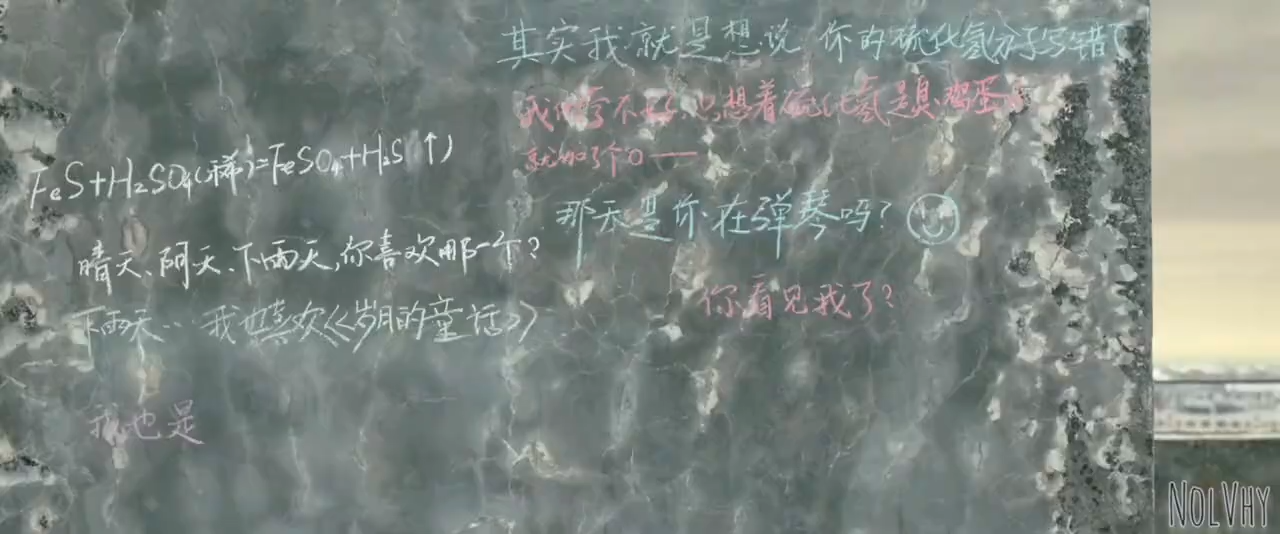 其实我就是想说 你的硫化氢分子写错了
我们写不好,只想着硫化氢是臭鸡蛋
就加了个O——
FeS+H₂SO₄(稀)=FeSO₄+H₂S↑)
那天是你在弹琴吗?
晴天、阴天、下雨天,你喜欢哪一个?
你看见我了?
下雨天… 我也喜欢《岁月的童话》
我也是
NOLVHY